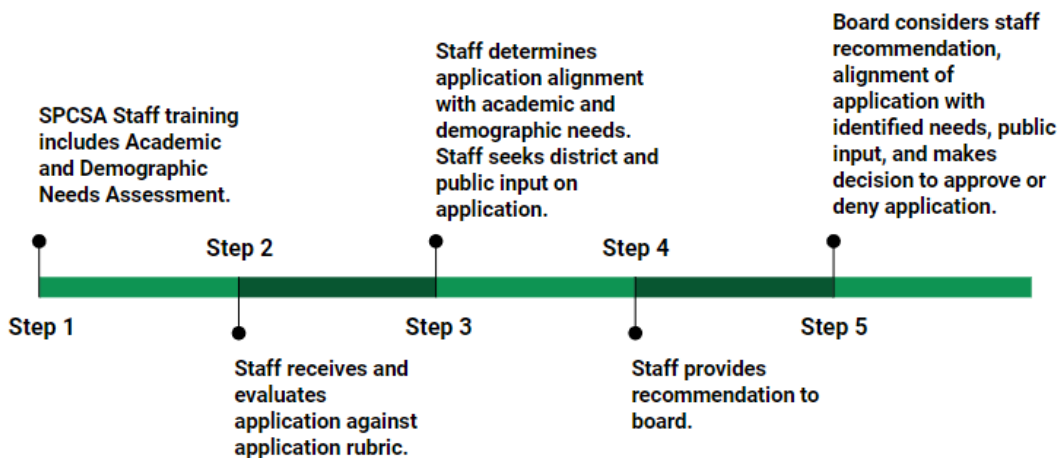 Step 1
SPCSA Staff training
includes Academic
and Demographic
Needs Assessment.
Step 2
Staff receives and
evaluates
application against
application rubric.
Step 3
Staff determines
application alignment
with academic and
demographic needs.
Staff seeks district and
public input on
application.
Step 4
Staff provides
recommendation to
board.
Step 5
Board considers staff
recommendation,
alignment of
application with
identified needs, public
input, and makes
decision to approve or
deny application.